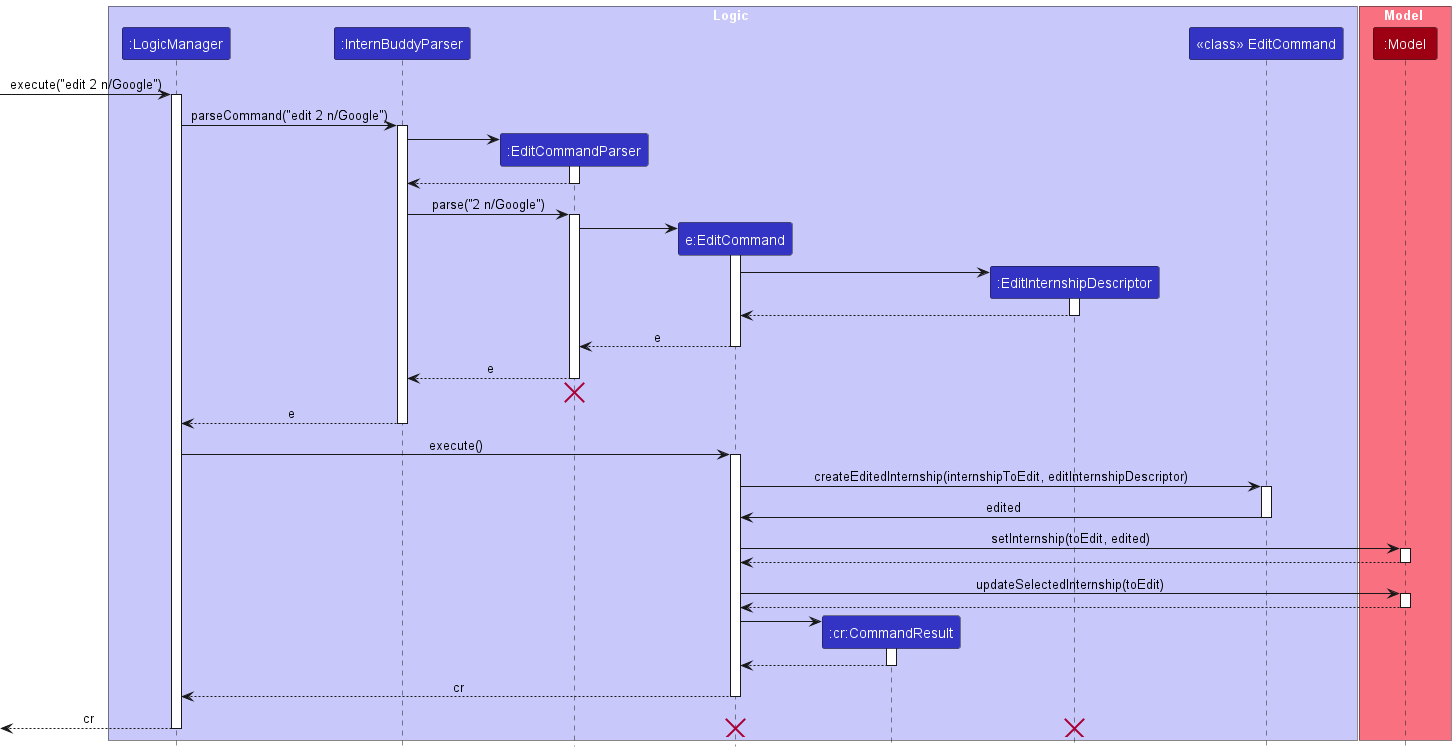 Logic
Model
:LogicManager
:InternBuddyParser
«class» EditCommand
:Model
execute("edit 2 n/Google")
parseCommand("edit 2 n/Google")
:EditCommandParser
parse("2 n/Google")
e:EditCommand
:EditInternshipDescriptor
e
e
e
execute()
createEditedInternship(internshipToEdit, editInternshipDescriptor)
edited
setInternship(toEdit, edited)
updateSelectedInternship(toEdit)
:cr:CommandResult
cr
cr